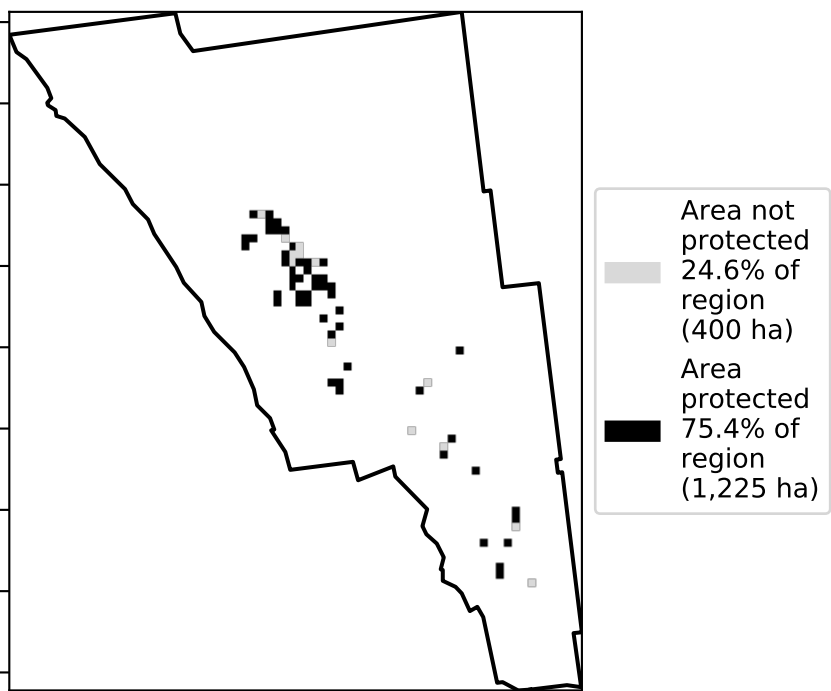 Area not
protected
24.6% of
region
(400 ha)
Area
protected
75.4% of
region
(1,225 ha)